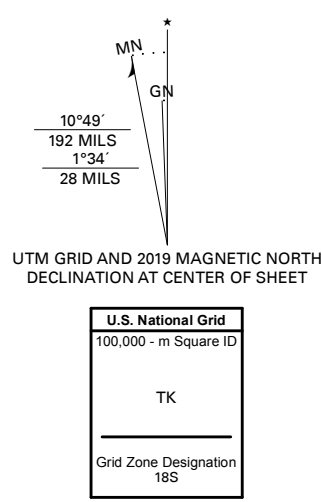 MN
GN
10°49´
192 MILS
1°34´
28 MILS
UTM GRID AND 2019 MAGNETIC NORTH
DECLINATION AT CENTER OF SHEET
U.S. National Grid
100,000 - m Square ID
TK
Grid Zone Designation
18S